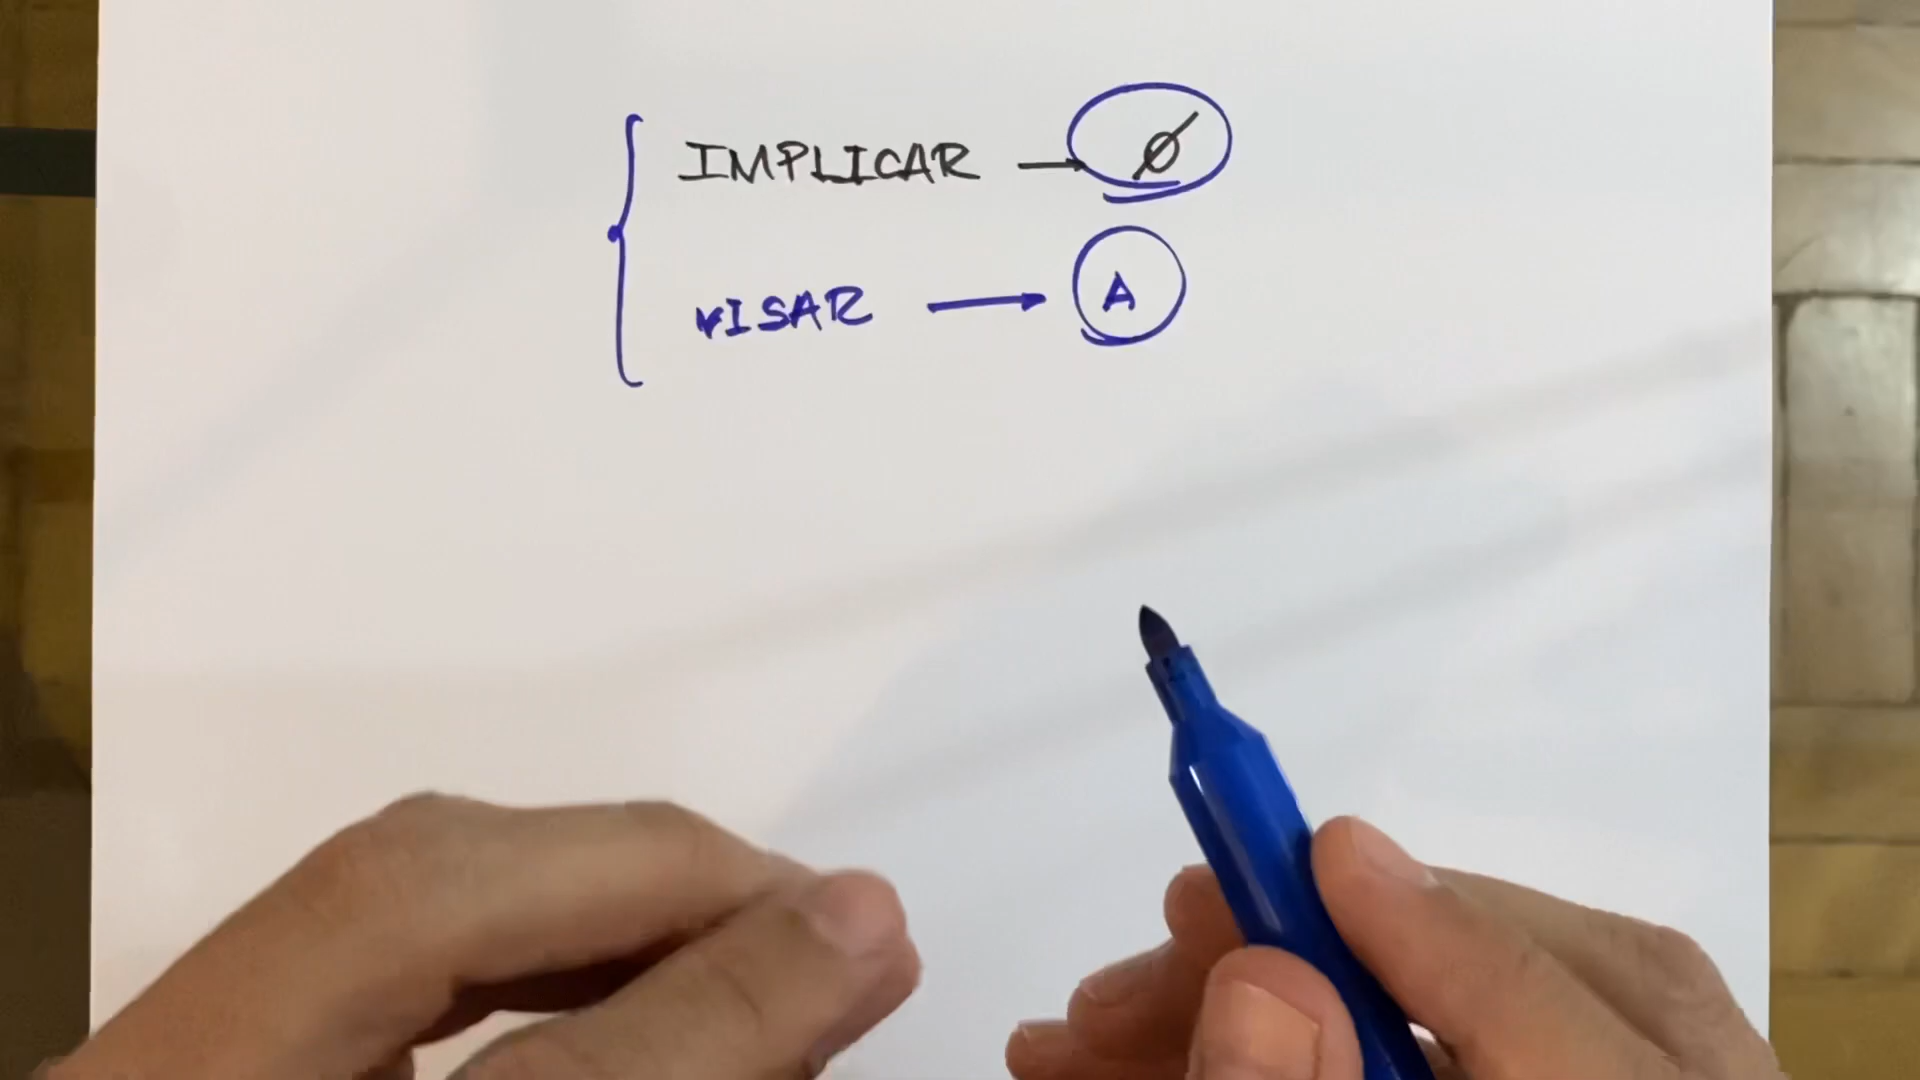 IMPLICAR → Ø
VISAR → A